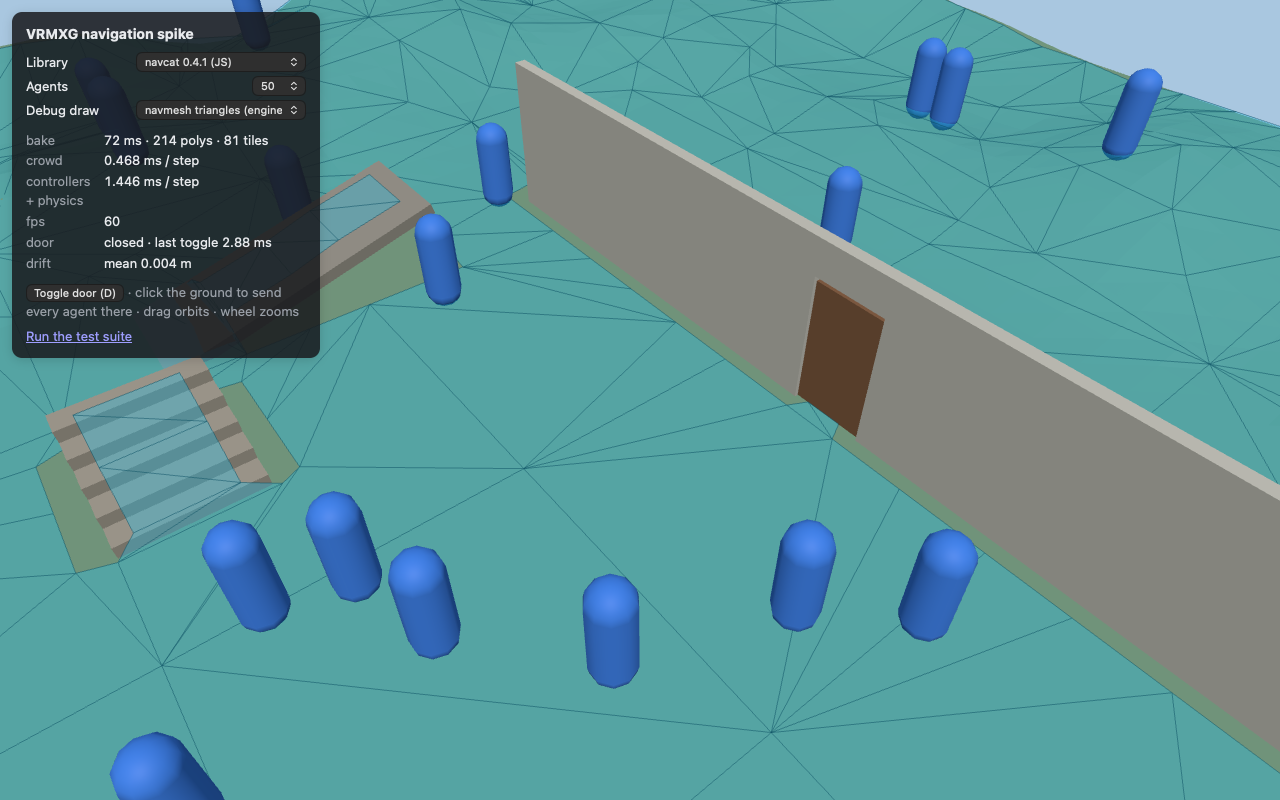 VRMXG navigation spike
Library navcat 0.4.1 (JS)
Agents 50
Debug draw navmesh triangles (engine
bake 72 ms · 214 polys · 81 tiles
crowd 0.468 ms / step
controllers 1.446 ms / step
+ physics
fps 60
door closed · last toggle 2.88 ms
drift mean 0.004 m
Toggle door (D) · click the ground to send
every agent there · drag orbits · wheel zooms
Run the test suite